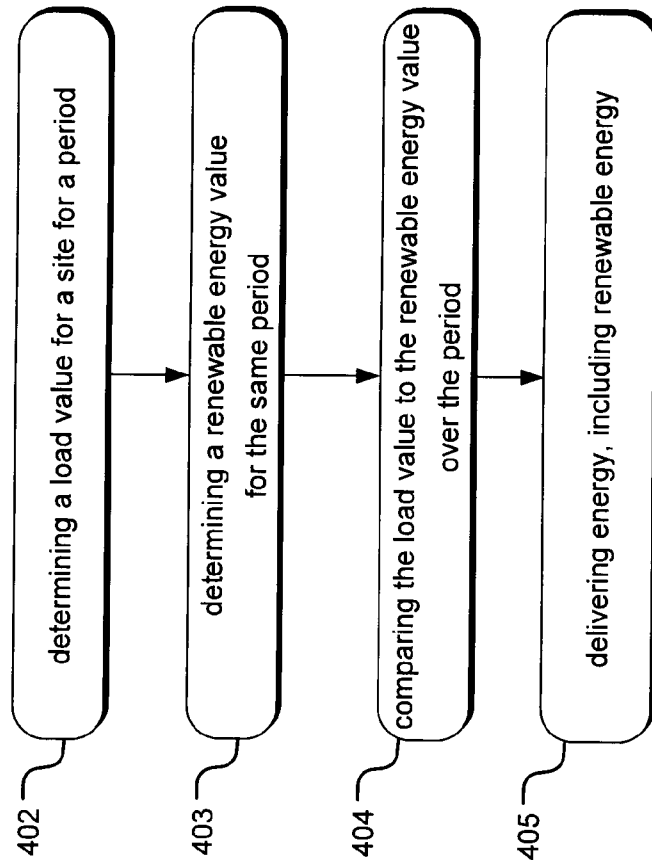 402
determining a load value for a site for a period
403
determining a renewable energy value
for the same period
404
comparing the load value to the renewable energy value
over the period
405
delivering energy, including renewable energy